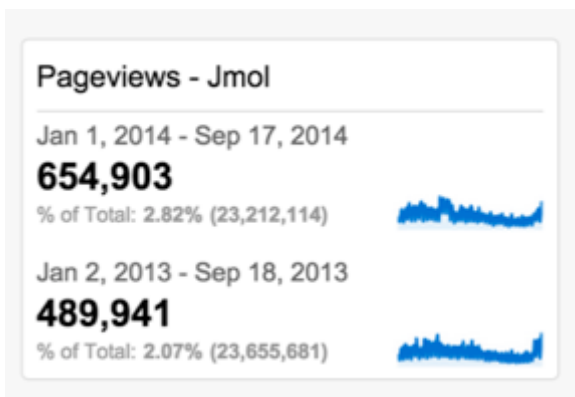 Pageviews - Jmol
Jan 1, 2014 - Sep 17, 2014
654,903
% of Total: 2.82% (23,212,114)
Jan 2, 2013 - Sep 18, 2013
489,941
% of Total: 2.07% (23,655,681)